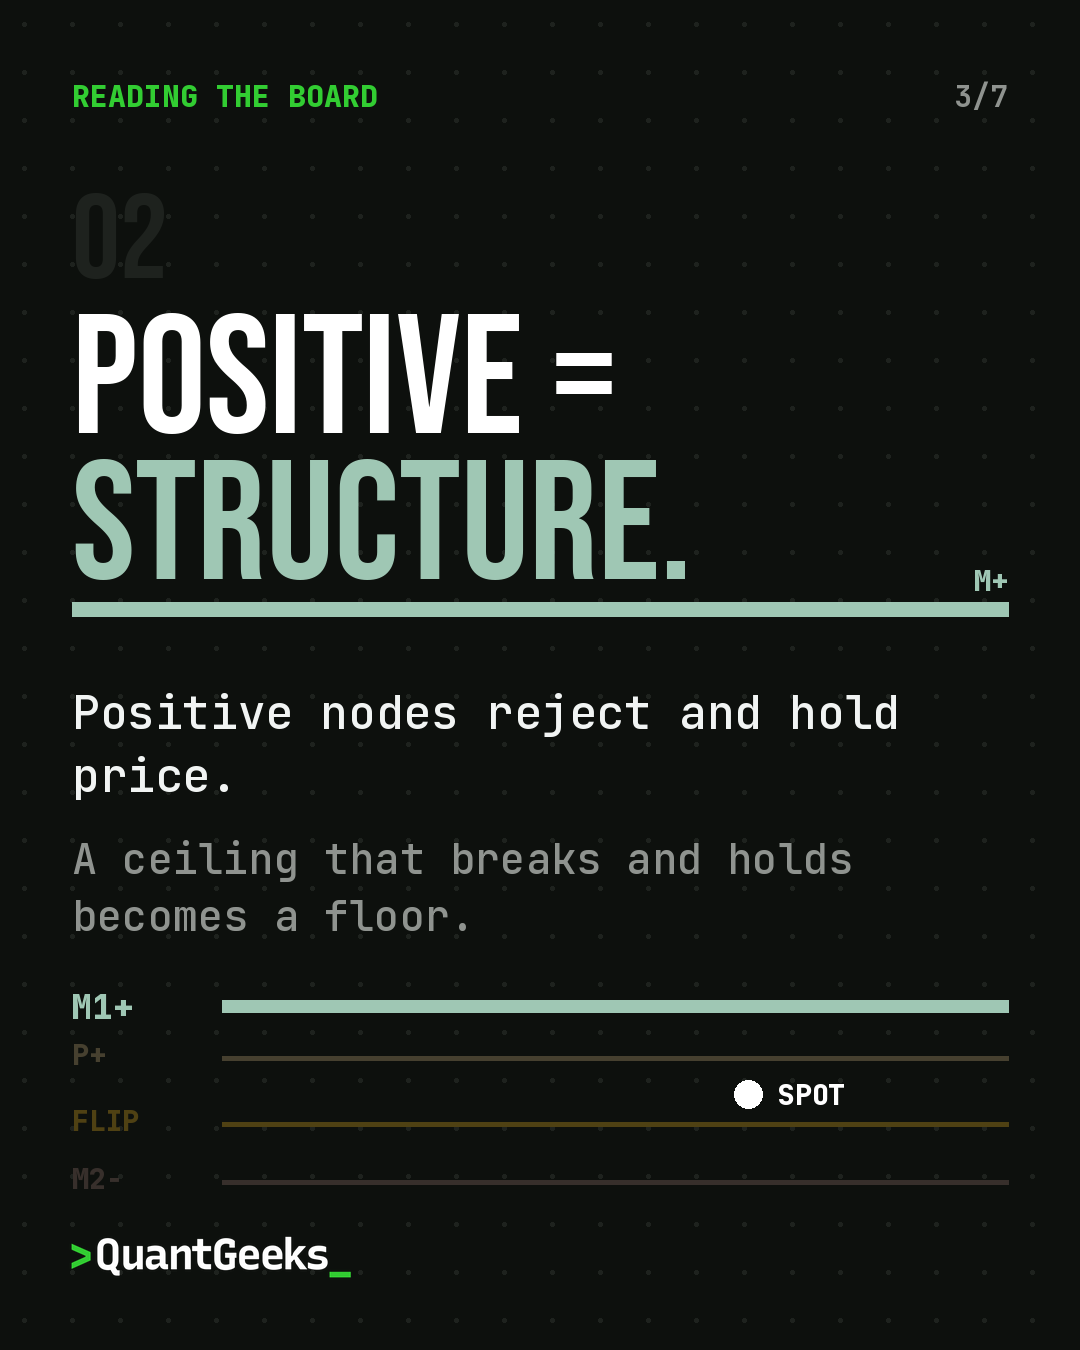 READING THE BOARD
3/7
02
POSITIVE =
STRUCTURE.
M+
Positive nodes reject and hold
price.
A ceiling that breaks and holds
becomes a floor.
M1+
P+
SPOT
FLIP
M2-
>QuantGeeks_